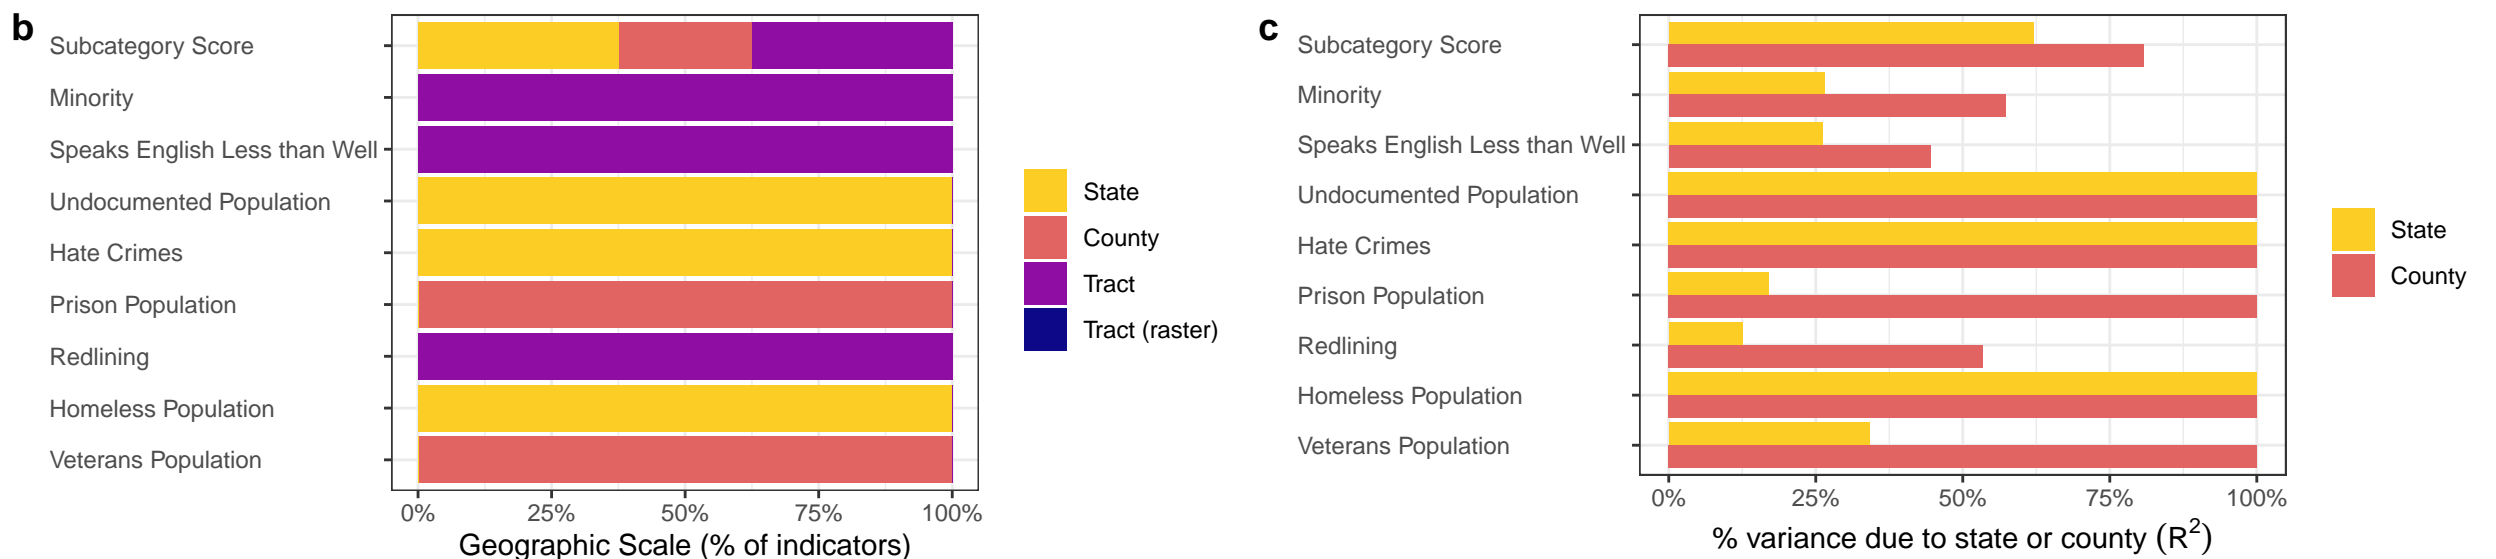 b
Subcategory Score
Minority
Speaks English Less than Well
Undocumented Population
Hate Crimes
Prison Population
Redlining
Homeless Population
Veterans Population
0% 25% 50% 75% 100%
Geographic Scale (% of indicators)
State
County
Tract
Tract (raster)
c
Subcategory Score
Minority
Speaks English Less than Well
Undocumented Population
Hate Crimes
Prison Population
Redlining
Homeless Population
Veterans Population
0% 25% 50% 75% 100%
% variance due to state or county (R²)
State
County